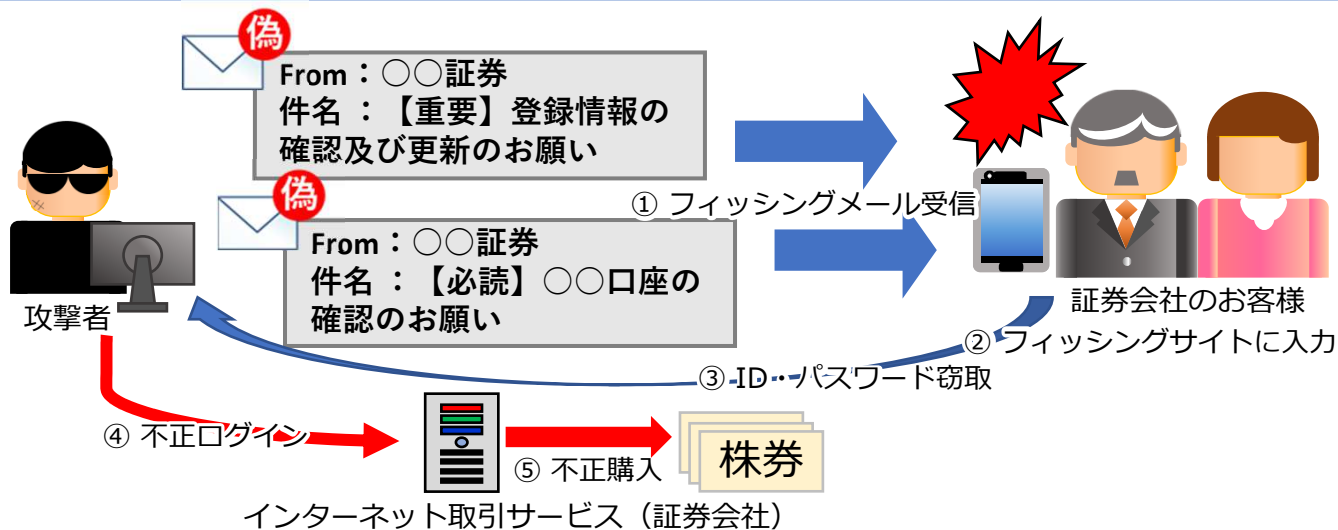 偽
From：○○証券
件名 ：【重要】登録情報の
確認及び更新のお願い
偽
From：○○証券
件名 ：【必読】○○口座の
確認のお願い
① フィッシングメール受信
攻撃者
証券会社のお客様
② フィッシングサイトに入力
③ ID・パスワード窃取
④ 不正ログイン
⑤ 不正購入
株券
インターネット取引サービス（証券会社）